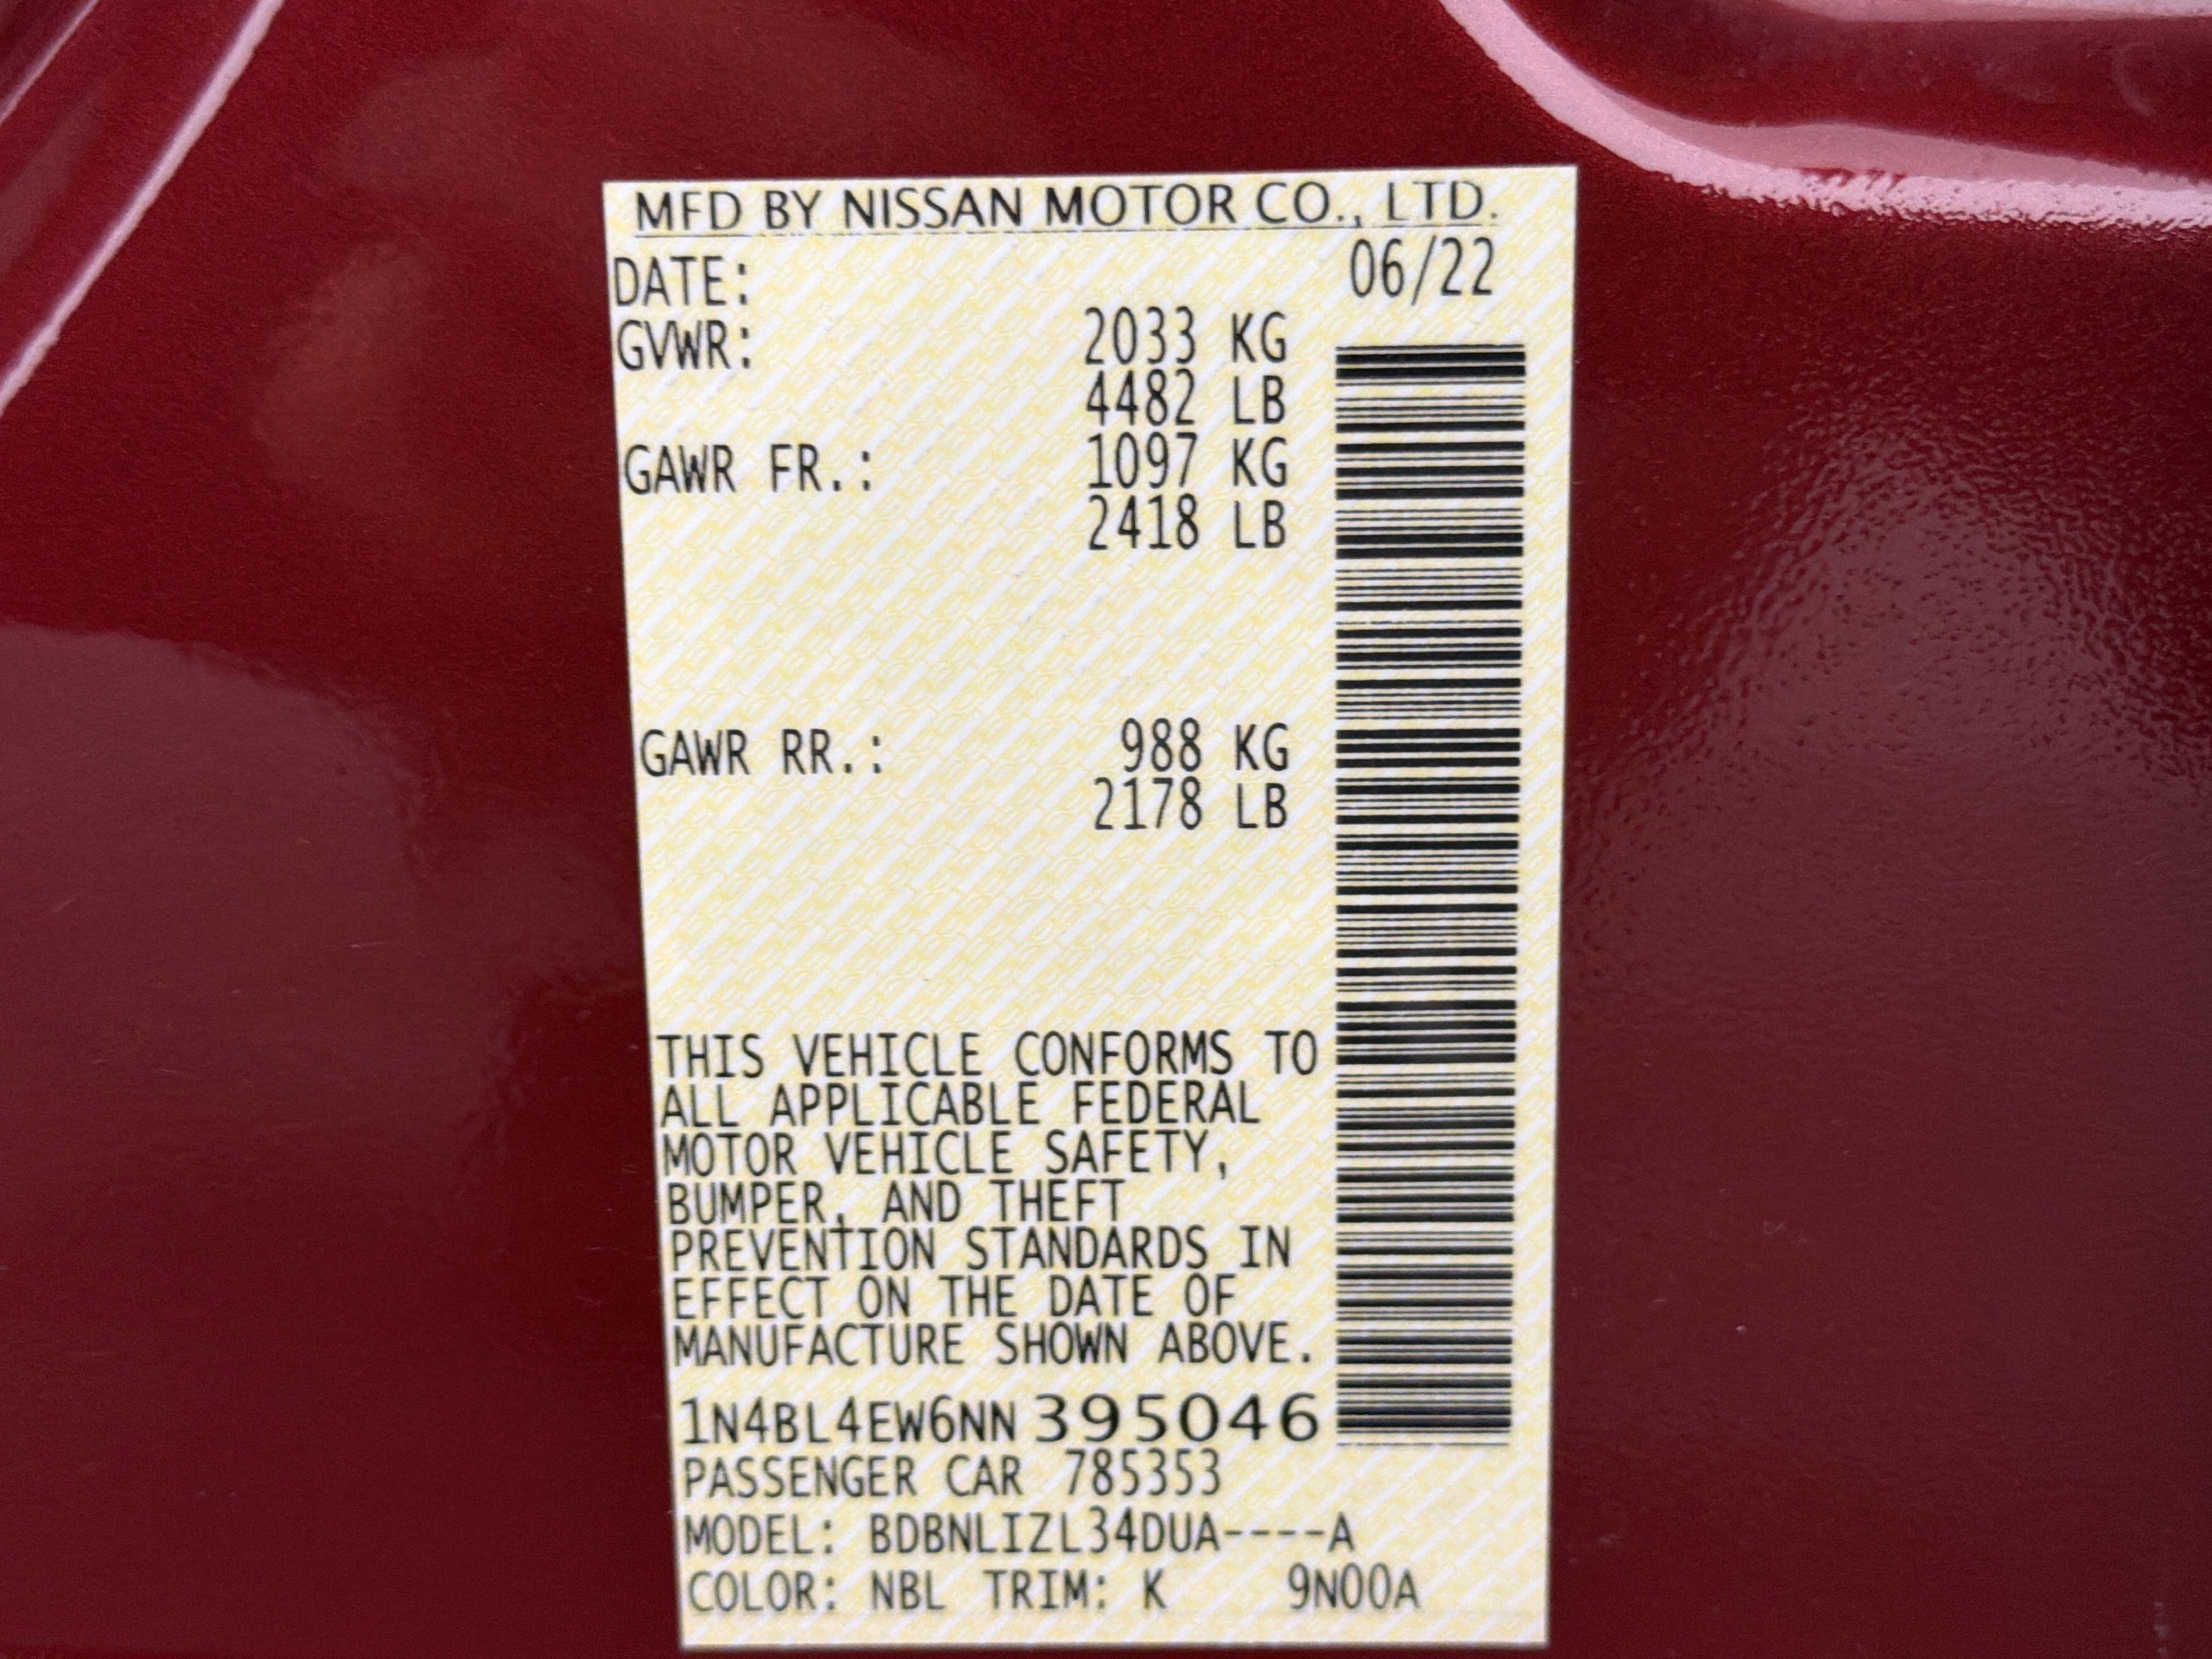 MFD BY NISSAN MOTOR CO., LTD.
DATE: 06/22
GVWR: 2033 KG
4482 LB
GAWR FR.: 1097 KG
2418 LB
GAWR RR.: 988 KG
2178 LB
THIS VEHICLE CONFORMS TO
ALL APPLICABLE FEDERAL
MOTOR VEHICLE SAFETY,
BUMPER, AND THEFT
PREVENTION STANDARDS IN
EFFECT ON THE DATE OF
MANUFACTURE SHOWN ABOVE.
1N4BL4EW6NN 395046
PASSENGER CAR 785353
MODEL: BDBNLIZL34DUA----A
COLOR: NBL TRIM: K 9N00A